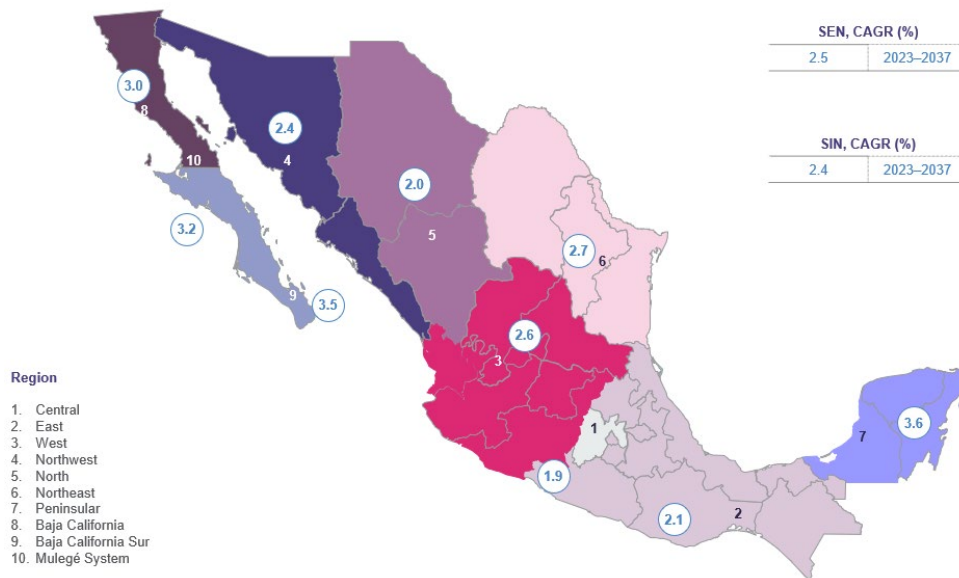 SEN, CAGR (%)
2.5 2023–2037
SIN, CAGR (%)
2.4 2023–2037
3.0
8
10
2.4
4
2.0
5
3.2
9
3.5
2.7
6
2.6
3
1
1.9
2.1
2
7
3.6
Region
1. Central
2. East
3. West
4. Northwest
5. North
6. Northeast
7. Peninsular
8. Baja California
9. Baja California Sur
10. Mulegé System